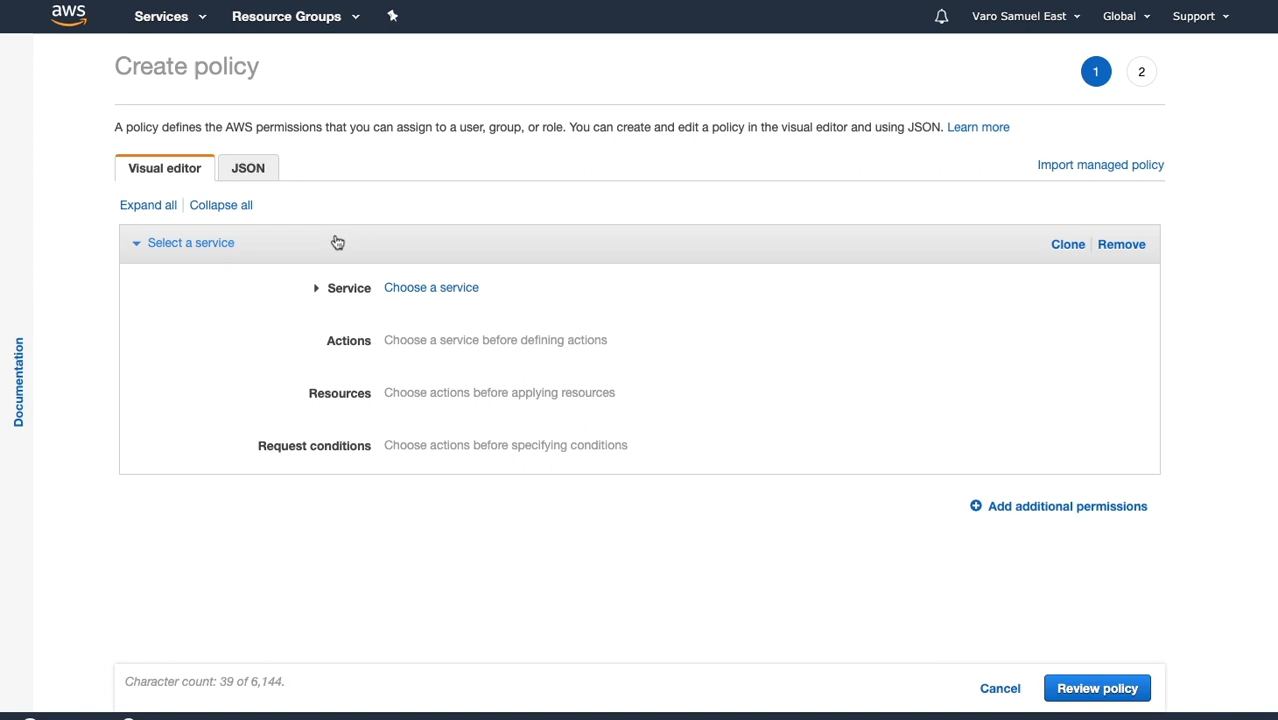 aws Services Resource Groups Varo Samuel East Global Support
Create policy
1 2
A policy defines the AWS permissions that you can assign to a user, group, or role. You can create and edit a policy in the visual editor and using JSON. Learn more
Visual editor JSON Import managed policy
Expand all Collapse all
Select a service Clone Remove
Service Choose a service
Actions Choose a service before defining actions
Documentation
Resources Choose actions before applying resources
Request conditions Choose actions before specifying conditions
Add additional permissions
Character count: 39 of 6,144.
Cancel Review policy